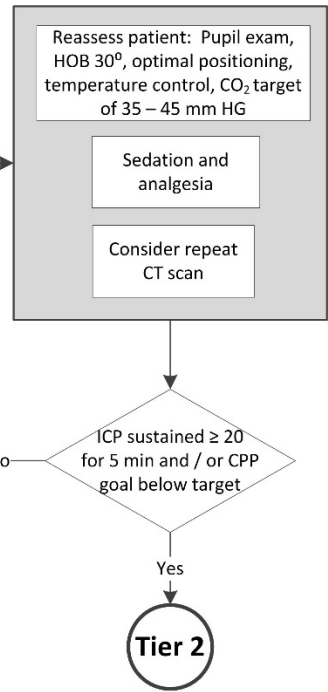 Reassess patient:  Pupil exam,
HOB 30⁰, optimal positioning,
temperature control, CO₂ target
of 35 – 45 mm HG
Sedation and
analgesia
Consider repeat
CT scan
ICP sustained ≥ 20
for 5 min and / or CPP
goal below target
o
Yes
Tier 2